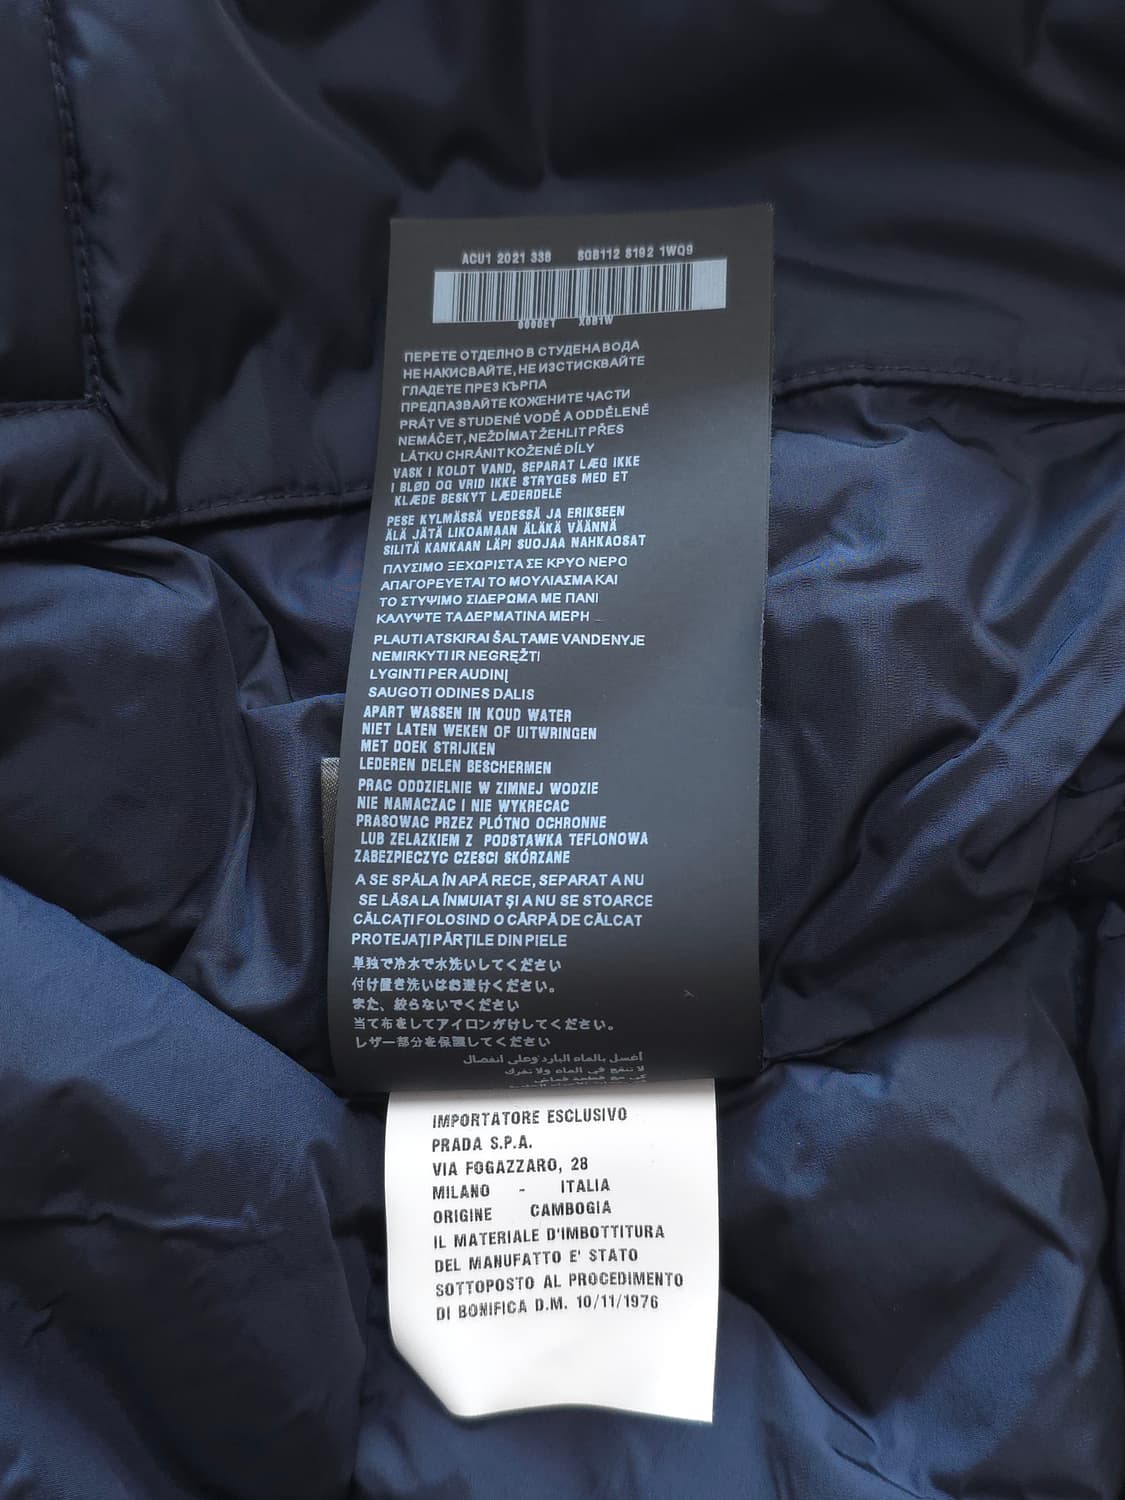 ACU1 2021 338 SGB112 S192 1WQ9
ПЕРЕТЕ ОТДЕЛНО В СТУДЕНА ВОДА
НЕ НАКИСВАЙТЕ, НЕ ИЗСТИСКВАЙТЕ
ГЛАДЕТЕ ПРЕЗ КЪРПА
ПРЕДПАЗВАЙТЕ КОЖЕНИТЕ ЧАСТИ
PRÁT VE STUDENÉ VODĚ A ODDĚLENĚ
NEMÁČET, NEŽDÍMAT ŽEHLIT PŘES
LÁTKU CHRÁNIT KOŽENÉ DÍLY
VASK I KOLDT VAND, SEPARAT LÆG IKKE
I BLØD OG VRID IKKE STRYGES MED ET
KLÆDE BESKYT LÆDERDELE
PESE KYLMÄSSÄ VEDESSÄ JA ERIKSEEN
ÄLÄ JÄTÄ LIKOAMAAN ÄLÄKÄ VÄÄNNÄ
SILITÄ KANKAAN LÄPI SUOJAA NAHKAOSAT
ΠΛΥΣΙΜΟ ΞΕΧΩΡΙΣΤΑ ΣΕ ΚΡΥΟ ΝΕΡΟ
ΑΠΑΓΟΡΕΥΕΤΑΙ ΤΟ ΜΟΥΛΙΑΣΜΑ ΚΑΙ
ΤΟ ΣΤΥΨΙΜΟ ΣΙΔΕΡΩΜΑ ΜΕ ΠΑΝΙ
ΚΑΛΥΨΤΕ ΤΑ ΔΕΡΜΑΤΙΝΑ ΜΕΡΗ
PLAUTI ATSKIRAI ŠALTAME VANDENYJE
NEMIRKYTI IR NEGRĘŽTI
LYGINTI PER AUDINĮ
SAUGOTI ODINES DALIS
APART WASSEN IN KOUD WATER
NIET LATEN WEKEN OF UITWRINGEN
MET DOEK STRIJKEN
LEDEREN DELEN BESCHERMEN
PRAC ODDZIELNIE W ZIMNEJ WODZIE
NIE NAMACZAC I NIE WYKRECAC
PRASOWAC PRZEZ PLÓTNO OCHRONNE
LUB ZELAZKIEM Z PODSTAWKA TEFLONOWA
ZABEZPIECZYC CZESCI SKÓRZANE
A SE SPĂLA ÎN APĂ RECE, SEPARAT A NU
SE LĂSA LA ÎNMUIAT ȘI A NU SE STOARCE
CĂLCAȚI FOLOSIND O CÂRPĂ DE CĂLCAT
PROTEJAȚI PĂRȚILE DIN PIELE
単独で冷水で水洗いしてください
付け置き洗いはお避けください。
また、絞らないでください
当て布をしてアイロンがけしてください。
レザー部分を保護してください
أغسل بالماء البارد وعلى انفصال
لا تنقع في الماء ولا تفرك
IMPORTATORE ESCLUSIVO
PRADA S.P.A.
VIA FOGAZZARO, 28
MILANO - ITALIA
ORIGINE CAMBOGIA
IL MATERIALE D'IMBOTTITURA
DEL MANUFATTO E' STATO
SOTTOPOSTO AL PROCEDIMENTO
DI BONIFICA D.M. 10/11/1976